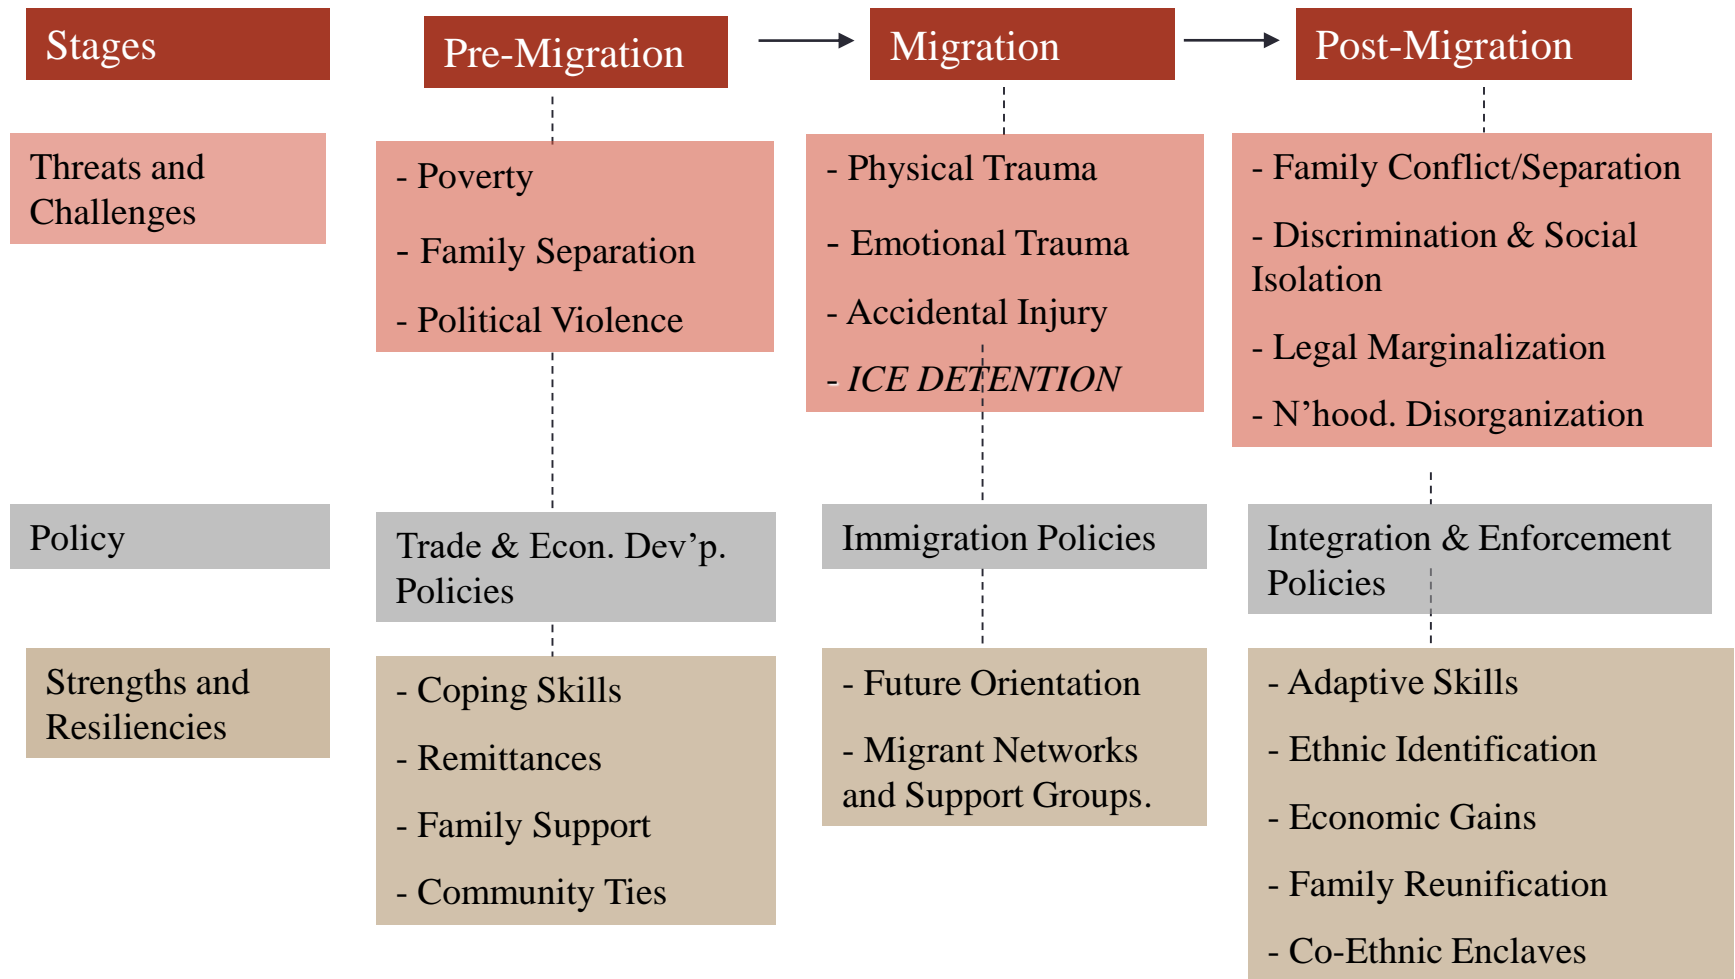 Stages
Pre-Migration
Migration
Post-Migration
Threats and
Challenges
- Poverty
- Family Separation
- Political Violence
- Physical Trauma
- Emotional Trauma
- Accidental Injury
- ICE DETENTION
- Family Conflict/Separation
- Discrimination & Social
Isolation
- Legal Marginalization
- N’hood. Disorganization
Policy
Trade & Econ. Dev’p.
Policies
Immigration Policies
Integration & Enforcement
Policies
Strengths and
Resiliencies
- Coping Skills
- Remittances
- Family Support
- Community Ties
- Future Orientation
- Migrant Networks
and Support Groups.
- Adaptive Skills
- Ethnic Identification
- Economic Gains
- Family Reunification
- Co-Ethnic Enclaves